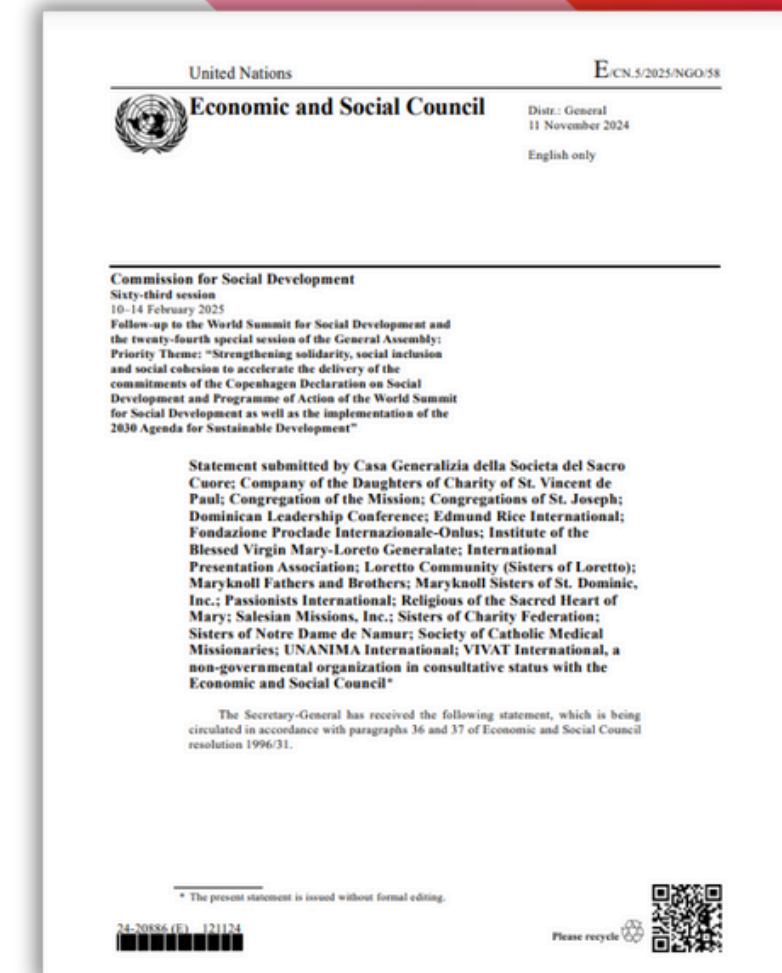 United Nations
E/CN.5/2025/NGO/58
Economic and Social Council
Distr.: General
11 November 2024
English only
Commission for Social Development
Sixty-third session
10–14 February 2025
Follow-up to the World Summit for Social Development and
the twenty-fourth special session of the General Assembly:
Priority Theme: “Strengthening solidarity, social inclusion
and social cohesion to accelerate the delivery of the
commitments of the Copenhagen Declaration on Social
Development and Programme of Action of the World Summit
for Social Development as well as the implementation of the
2030 Agenda for Sustainable Development”
Statement submitted by Casa Generalizia della Societa del Sacro
Cuore; Company of the Daughters of Charity of St. Vincent de
Paul; Congregation of the Mission; Congregations of St. Joseph;
Dominican Leadership Conference; Edmund Rice International;
Fondazione Proclade Internazionale-Onlus; Institute of the
Blessed Virgin Mary-Loreto Generalate; International
Presentation Association; Loretto Community (Sisters of Loretto);
Maryknoll Fathers and Brothers; Maryknoll Sisters of St. Dominic,
Inc.; Passionists International; Religious of the Sacred Heart of
Mary; Salesian Missions, Inc.; Sisters of Charity Federation;
Sisters of Notre Dame de Namur; Society of Catholic Medical
Missionaries; UNANIMA International; VIVAT International, a
non-governmental organization in consultative status with the
Economic and Social Council*
The Secretary-General has received the following statement, which is being
circulated in accordance with paragraphs 36 and 37 of Economic and Social Council
resolution 1996/31.
* The present statement is issued without formal editing.
24-20886 (E) 121124
Please recycle